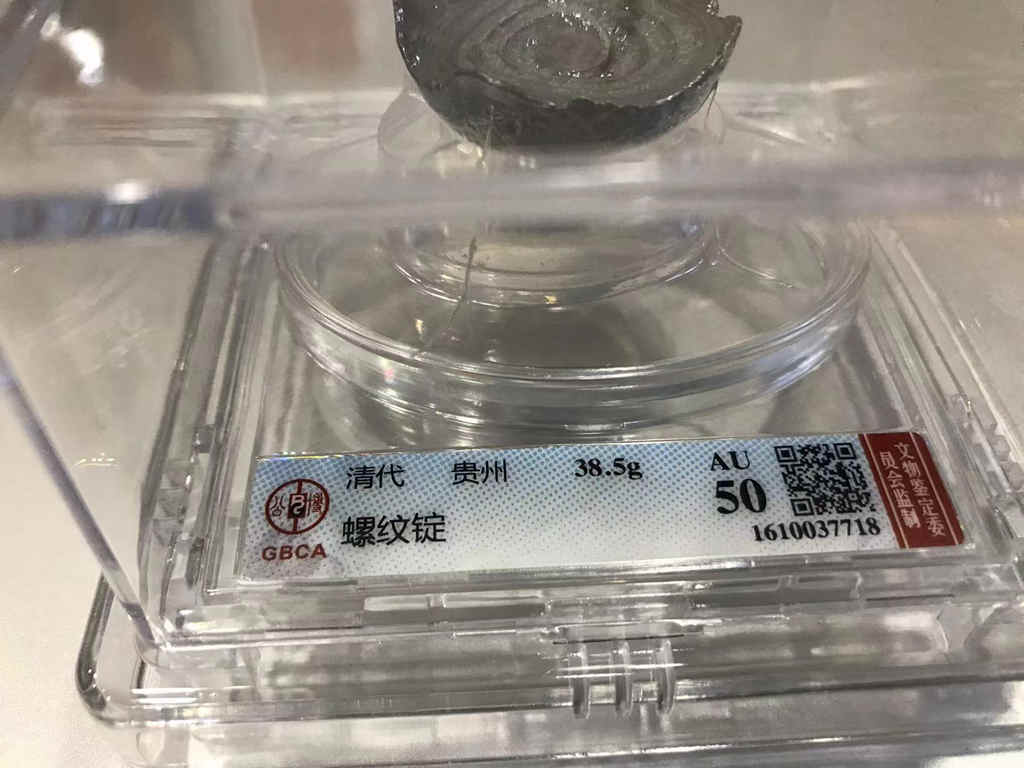 清代 贵州 38.5g AU
50
螺纹锭
GBCA
1610037718
文物鉴定委
员会监制